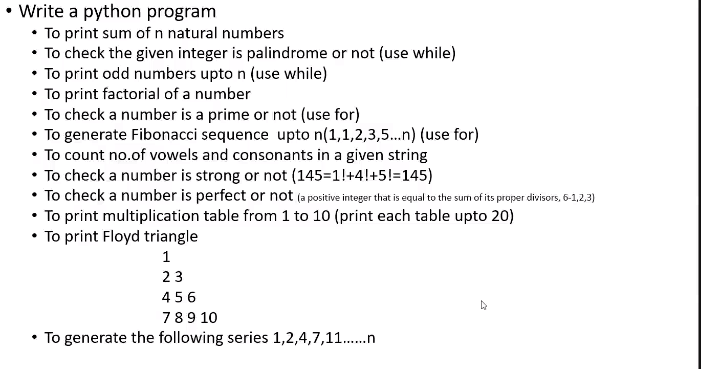 • Write a python program
• To print sum of n natural numbers
• To check the given integer is palindrome or not (use while)
• To print odd numbers upto n (use while)
• To print factorial of a number
• To check a number is a prime or not (use for)
• To generate Fibonacci sequence upto n(1,1,2,3,5...n) (use for)
• To count no.of vowels and consonants in a given string
• To check a number is strong or not (145=1!+4!+5!=145)
• To check a number is perfect or not (a positive integer that is equal to the sum of its proper divisors, 6-1,2,3)
• To print multiplication table from 1 to 10 (print each table upto 20)
• To print Floyd triangle
1
2 3
4 5 6
7 8 9 10
• To generate the following series 1,2,4,7,11......n